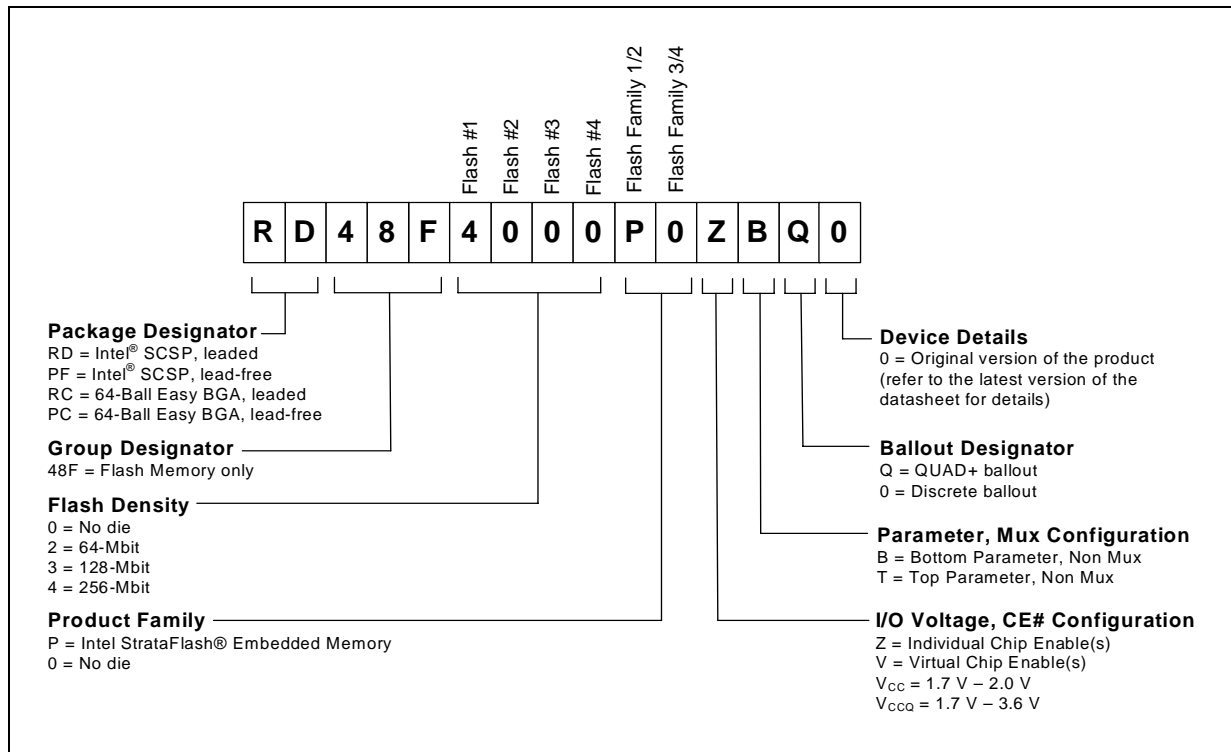 Flash #1
Flash #2
Flash #3
Flash #4
Flash Family 1/2
Flash Family 3/4
R D 4 8 F 4 0 0 0 P 0 Z B Q 0
Package Designator
RD = Intel® SCSP, leaded
PF = Intel® SCSP, lead-free
RC = 64-Ball Easy BGA, leaded
PC = 64-Ball Easy BGA, lead-free
Group Designator
48F = Flash Memory only
Flash Density
0 = No die
2 = 64-Mbit
3 = 128-Mbit
4 = 256-Mbit
Product Family
P = Intel StrataFlash® Embedded Memory
0 = No die
Device Details
0 = Original version of the product
(refer to the latest version of the
datasheet for details)
Ballout Designator
Q = QUAD+ ballout
0 = Discrete ballout
Parameter, Mux Configuration
B = Bottom Parameter, Non Mux
T = Top Parameter, Non Mux
I/O Voltage, CE# Configuration
Z = Individual Chip Enable(s)
V = Virtual Chip Enable(s)
VCC = 1.7 V – 2.0 V
VCCQ = 1.7 V – 3.6 V